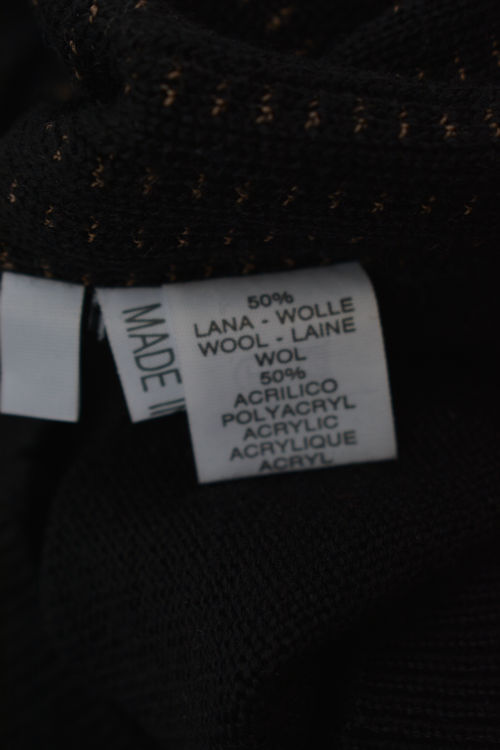 MADE
50%
LANA - WOLLE
WOOL - LAINE
WOL
50%
ACRILICO
POLYACRYL
ACRYLIC
ACRYLIQUE
ACRYL